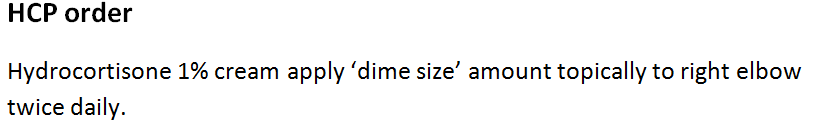 HCP order
Hydrocortisone 1% cream apply ‘dime size’ amount topically to right elbow
twice daily.